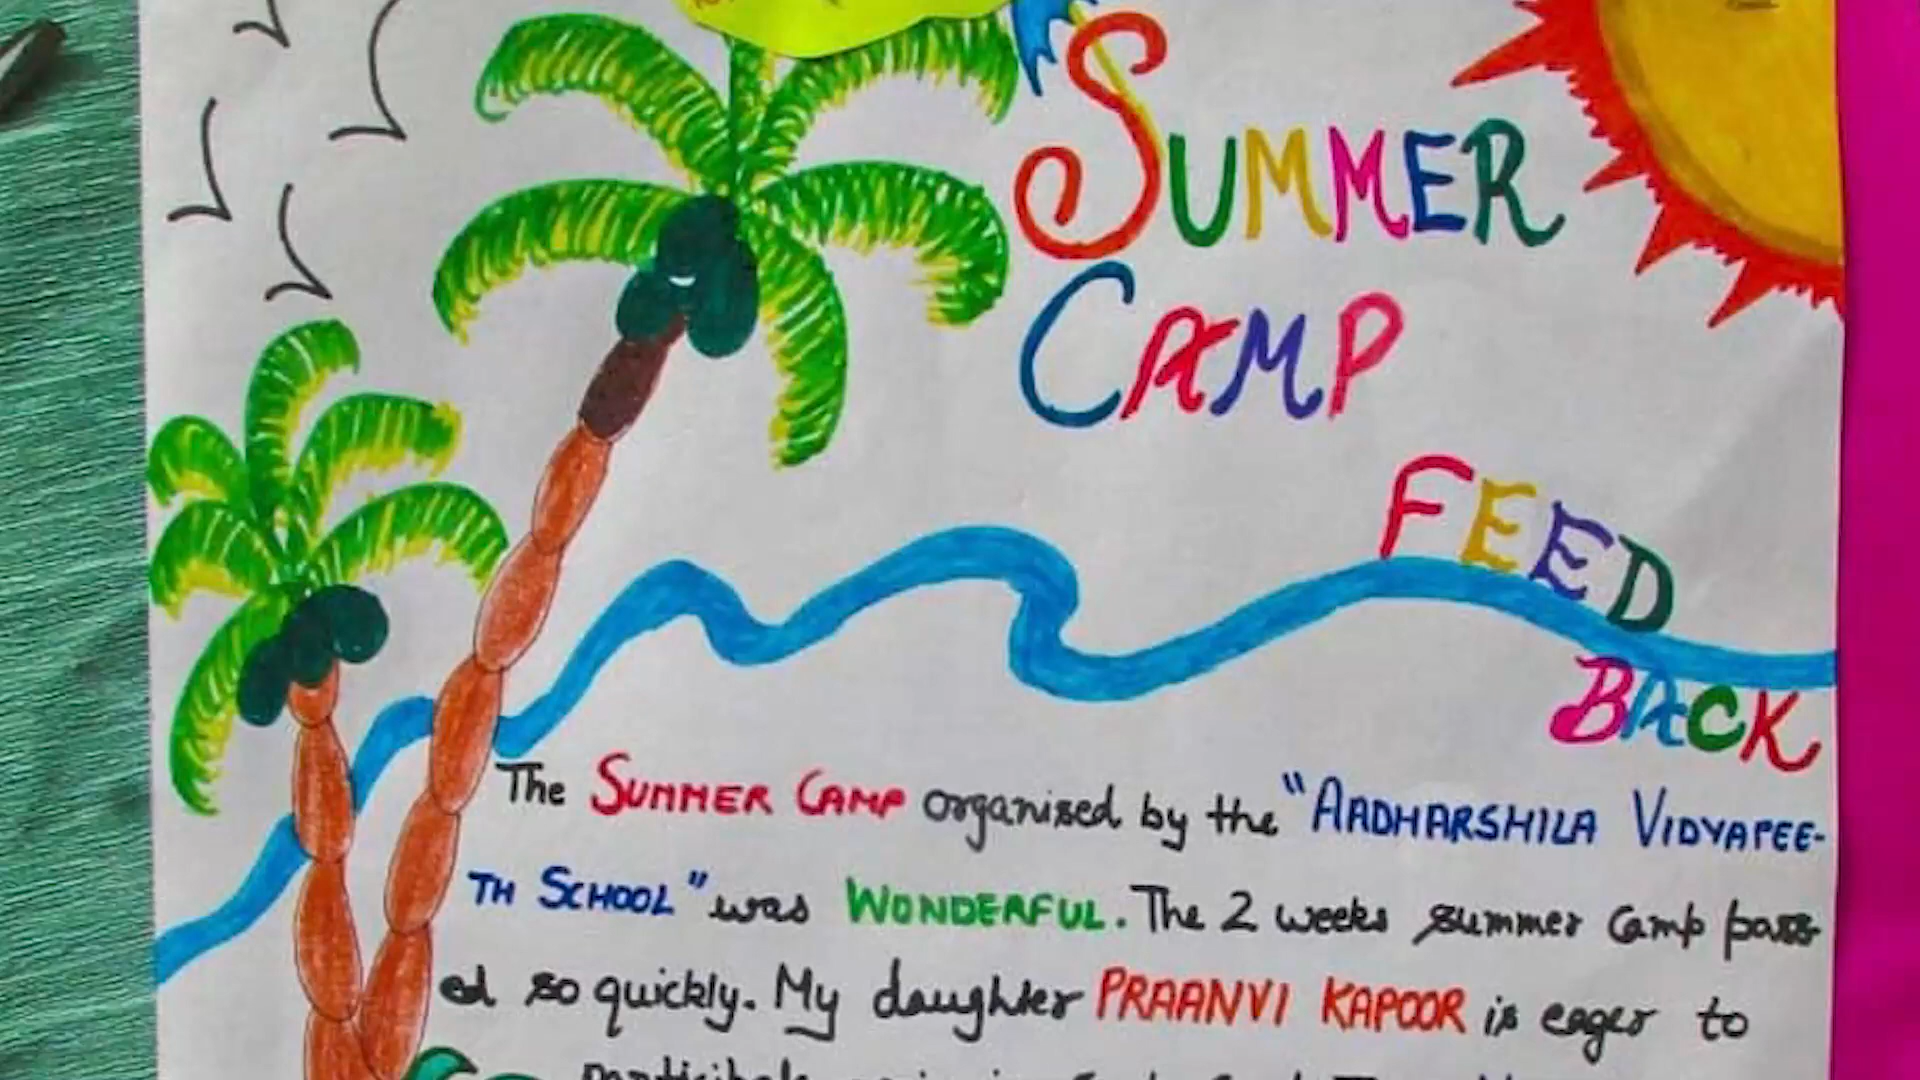 SUMMER
CAMP
FEED
BACK
The SUMMER CAMP organised by the "AADHARSHILA VIDYAPEE-
TH SCHOOL" was WONDERFUL. The 2 weeks summer camp pass-
ed so quickly. My daughter PRAANVI KAPOOR is eager to